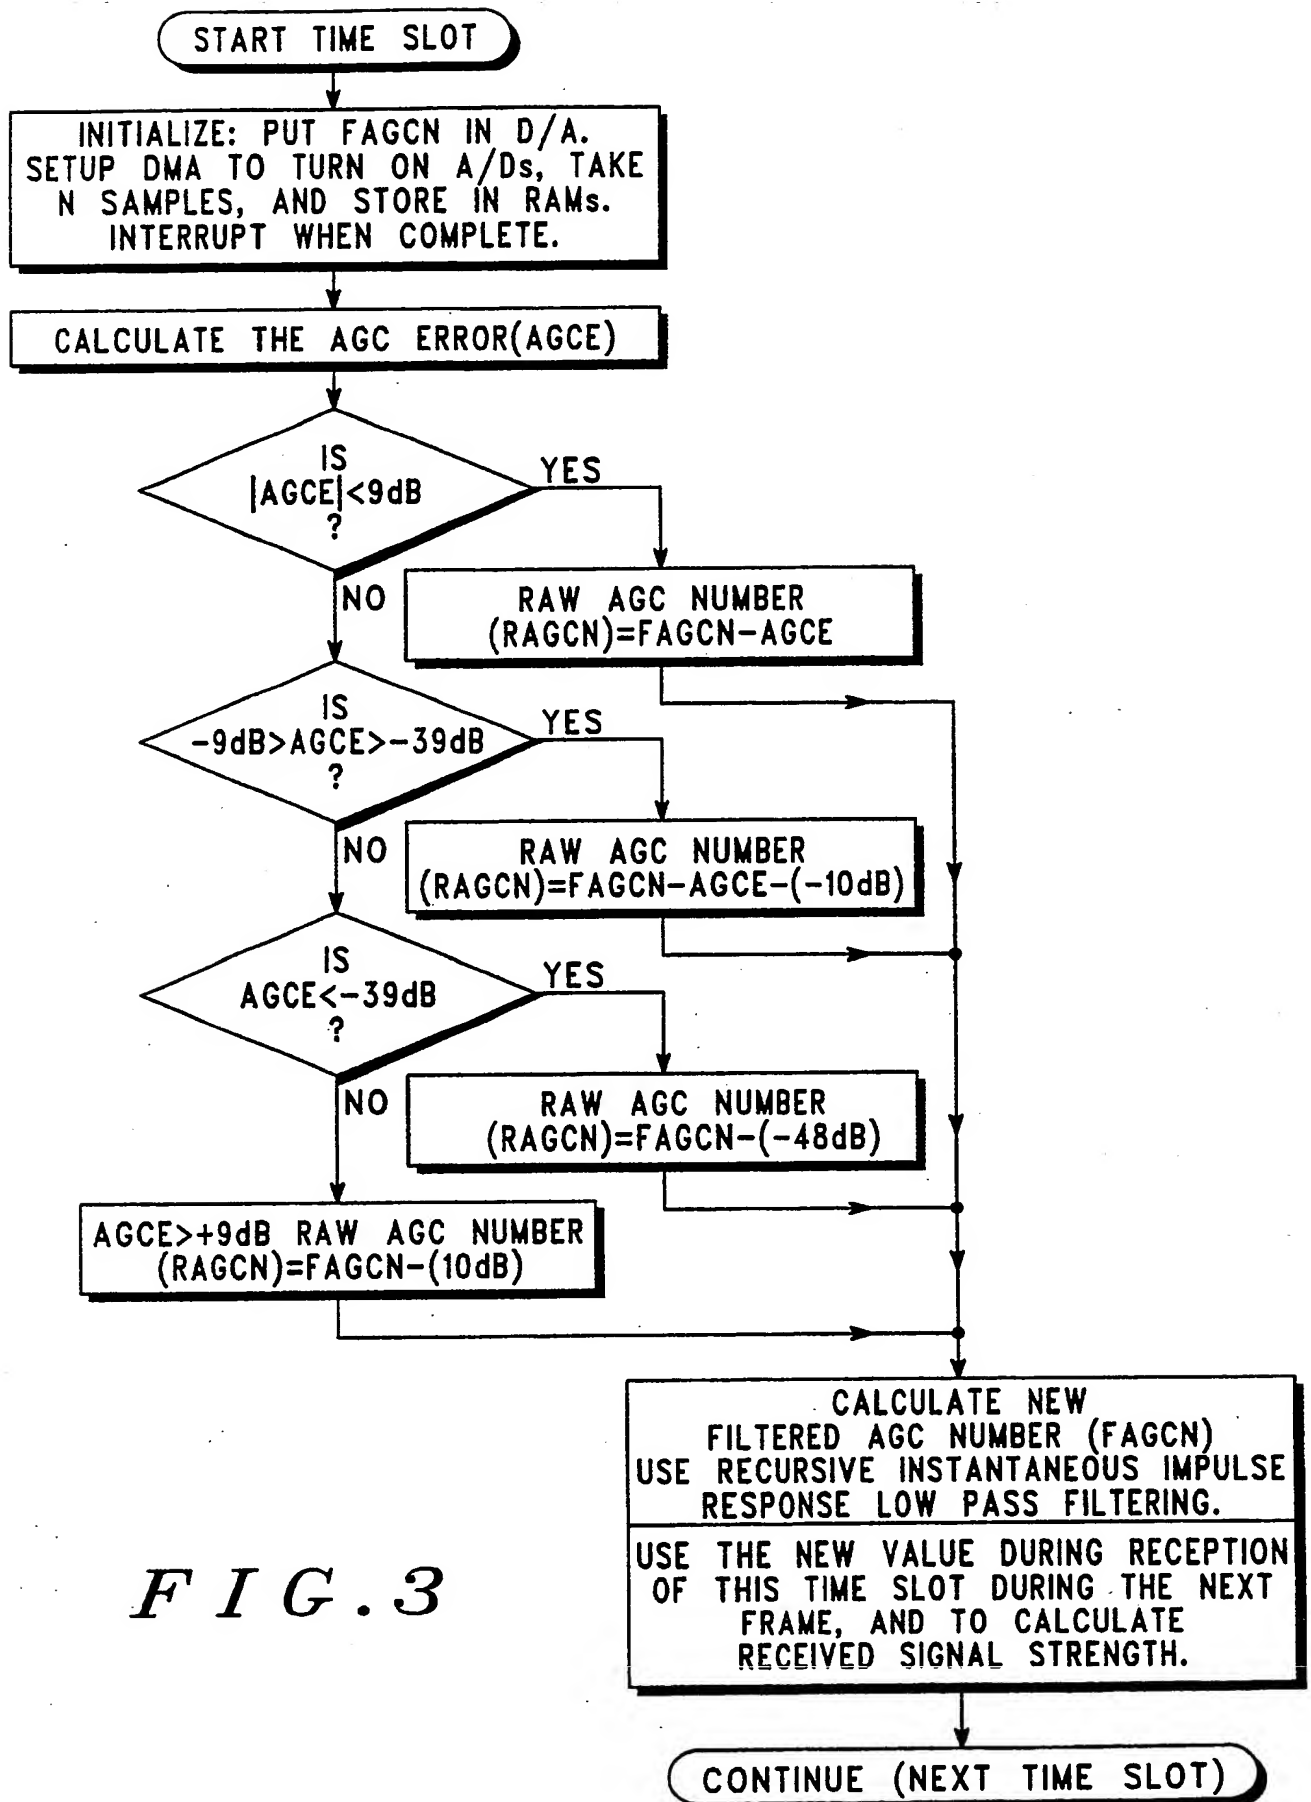 START TIME SLOT
INITIALIZE: PUT FAGCN IN D/A.
SETUP DMA TO TURN ON A/Ds, TAKE
N SAMPLES, AND STORE IN RAMs.
INTERRUPT WHEN COMPLETE.
CALCULATE THE AGC ERROR(AGCE)
IS
|AGCE|<9dB
?
YES
NO
RAW AGC NUMBER
(RAGCN)=FAGCN-AGCE
IS
-9dB>AGCE>-39dB
?
YES
NO
RAW AGC NUMBER
(RAGCN)=FAGCN-AGCE-(-10dB)
IS
AGCE<-39dB
?
YES
NO
RAW AGC NUMBER
(RAGCN)=FAGCN-(-48dB)
AGCE>+9dB RAW AGC NUMBER
(RAGCN)=FAGCN-(10dB)
CALCULATE NEW
FILTERED AGC NUMBER (FAGCN)
USE RECURSIVE INSTANTANEOUS IMPULSE
RESPONSE LOW PASS FILTERING.
USE THE NEW VALUE DURING RECEPTION
OF THIS TIME SLOT DURING THE NEXT
FRAME, AND TO CALCULATE
RECEIVED SIGNAL STRENGTH.
CONTINUE (NEXT TIME SLOT)
FIG.3